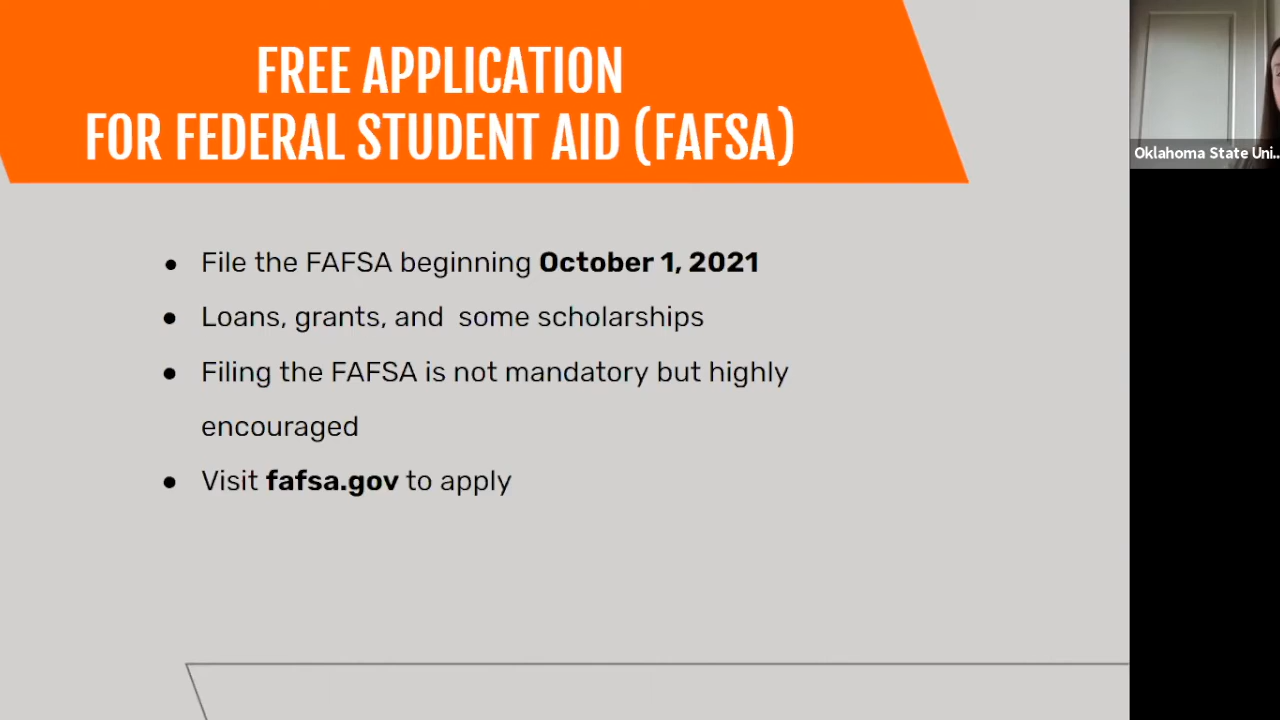 FREE APPLICATION
FOR FEDERAL STUDENT AID (FAFSA)
● File the FAFSA beginning October 1, 2021
● Loans, grants, and some scholarships
● Filing the FAFSA is not mandatory but highly
encouraged
● Visit fafsa.gov to apply
Oklahoma State Uni...